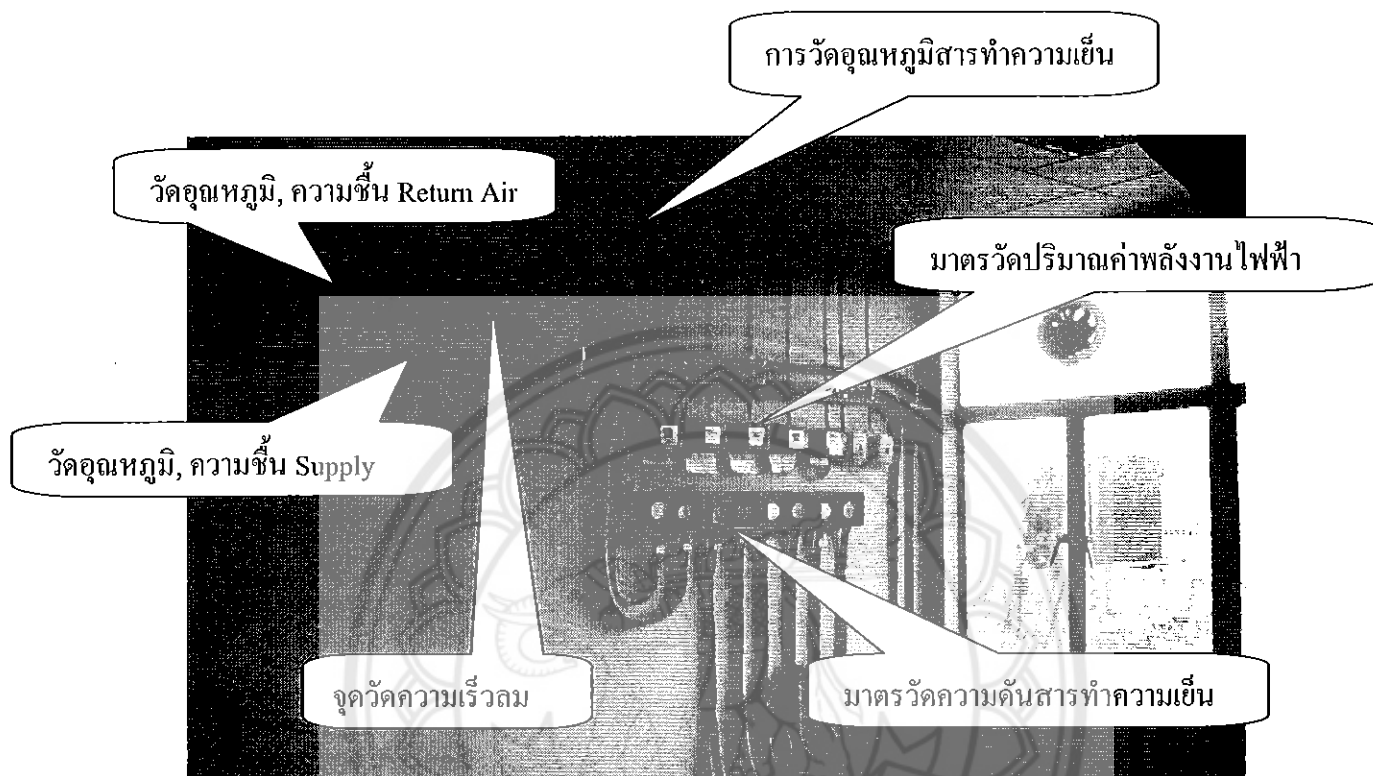 การวัดอุณหภูมิสารทำความเย็น
วัดอุณหภูมิ, ความชื้น Return Air
มาตรวัดปริมาณค่าพลังงานไฟฟ้า
วัดอุณหภูมิ, ความชื้น Supply
จุดวัดความเร็วลม
มาตรวัดความดันสารทำความเย็น